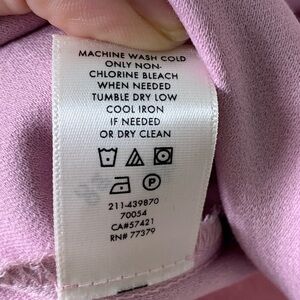 MACHINE WASH COLD
ONLY NON-
CHLORINE BLEACH
WHEN NEEDED
TUMBLE DRY LOW
COOL IRON
IF NEEDED
OR DRY CLEAN
P
211-439870
70054
CA#57421
RN# 77379